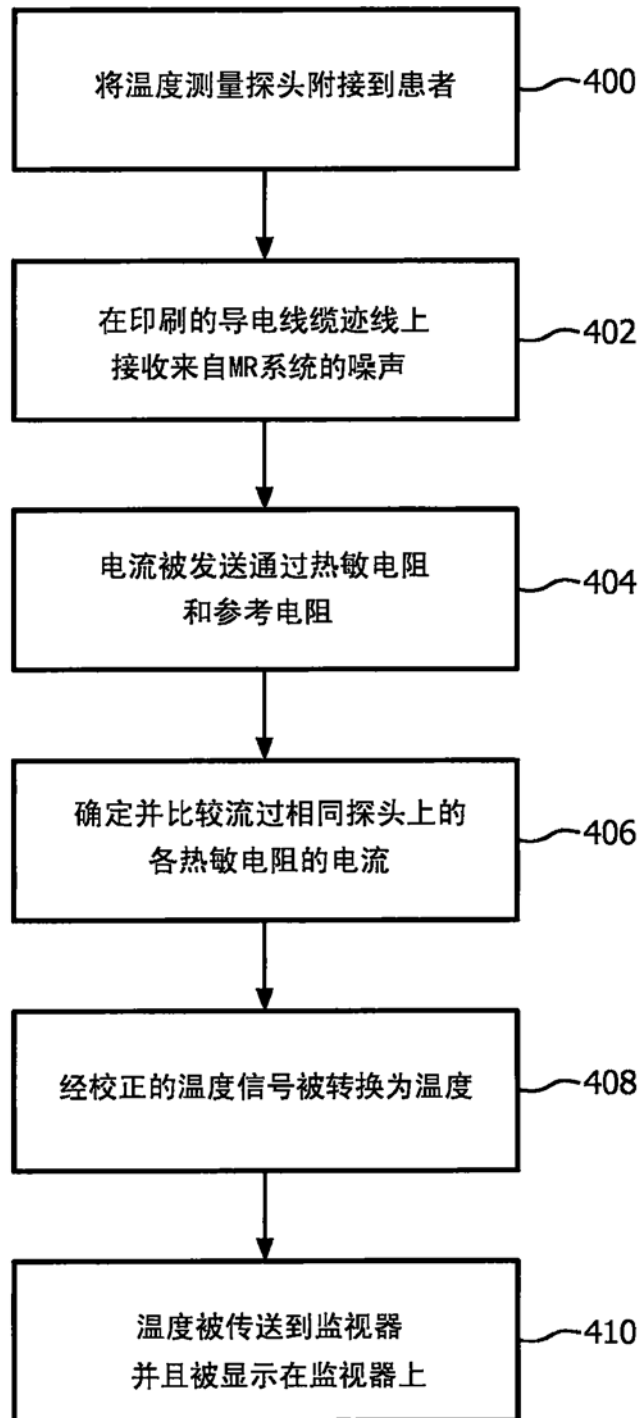 将温度测量探头附接到患者
400
在印刷的导电线缆迹线上
接收来自MR系统的噪声
402
电流被发送通过热敏电阻
和参考电阻
404
确定并比较流过相同探头上的
各热敏电阻的电流
406
经校正的温度信号被转换为温度
408
温度被传送到监视器
并且被显示在监视器上
410